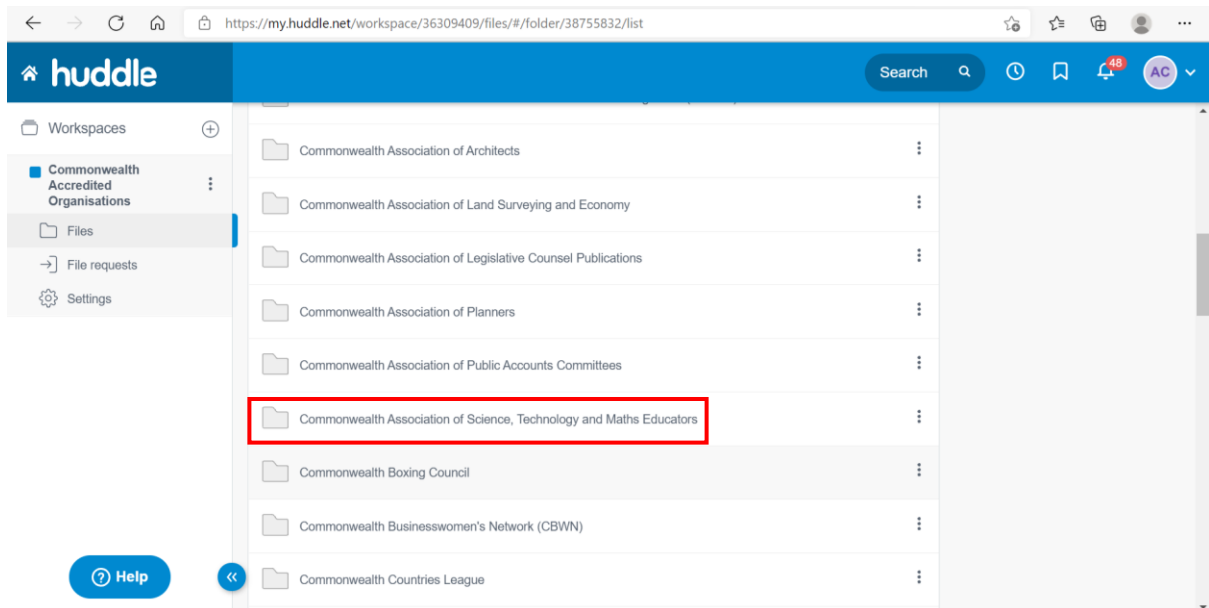 https://my.huddle.net/workspace/36309409/files/#/folder/38755832/list
huddle
Search
48
AC
Workspaces
Commonwealth
Accredited
Organisations
Files
File requests
Settings
Commonwealth Association of Architects
Commonwealth Association of Land Surveying and Economy
Commonwealth Association of Legislative Counsel Publications
Commonwealth Association of Planners
Commonwealth Association of Public Accounts Committees
Commonwealth Association of Science, Technology and Maths Educators
Commonwealth Boxing Council
Commonwealth Businesswomen's Network (CBWN)
Commonwealth Countries League
Help